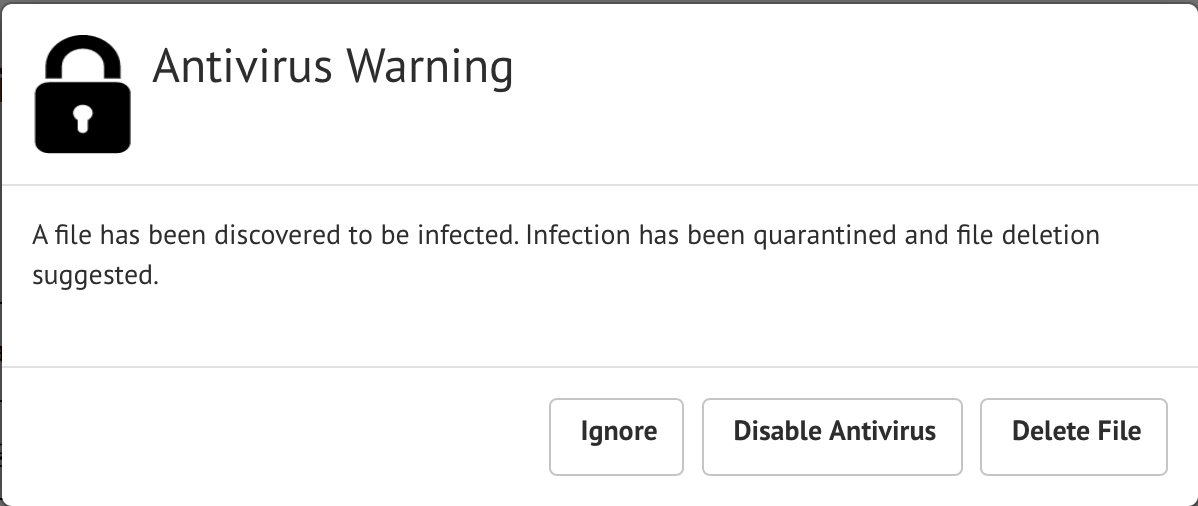 Antivirus Warning
A file has been discovered to be infected. Infection has been quarantined and file deletion
suggested.
Ignore
Disable Antivirus
Delete File